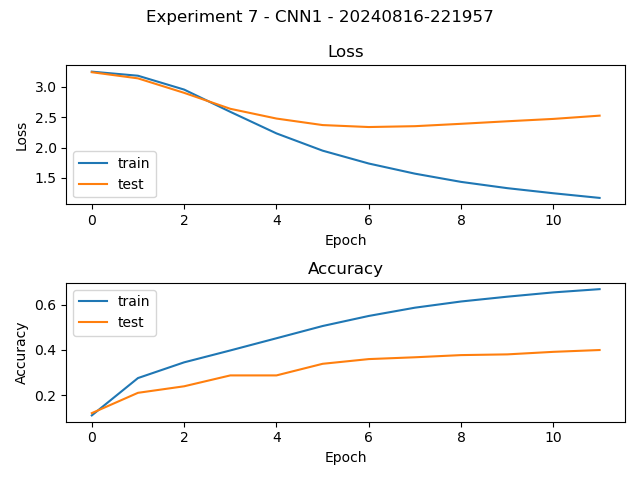 Experiment 7 - CNN1 - 20240816-221957
Loss
3.0
2.5
2.0
1.5
Loss
train
test
0 2 4 6 8 10
Epoch
Accuracy
0.6
0.4
0.2
Accuracy
train
test
0 2 4 6 8 10
Epoch